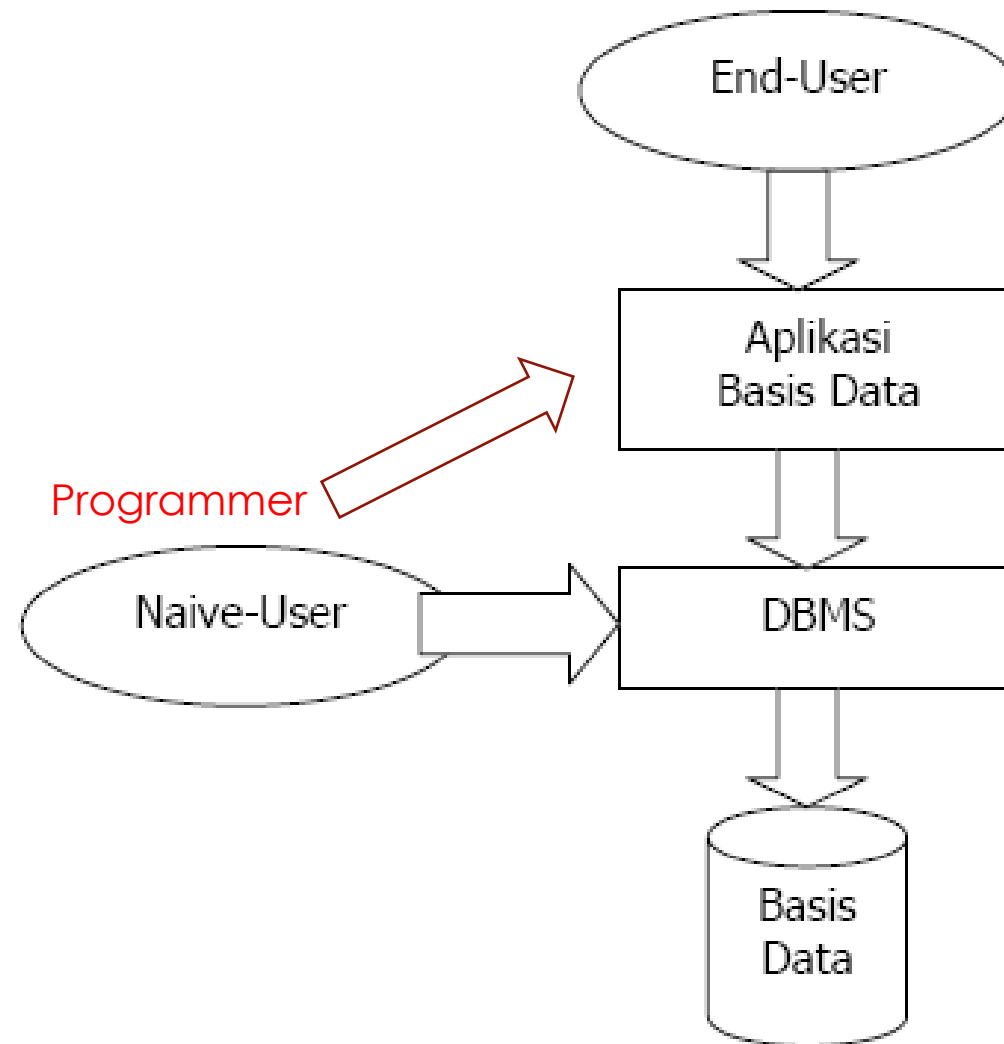 End-User
Aplikasi
Basis Data
Programmer
Naive-User
DBMS
Basis
Data